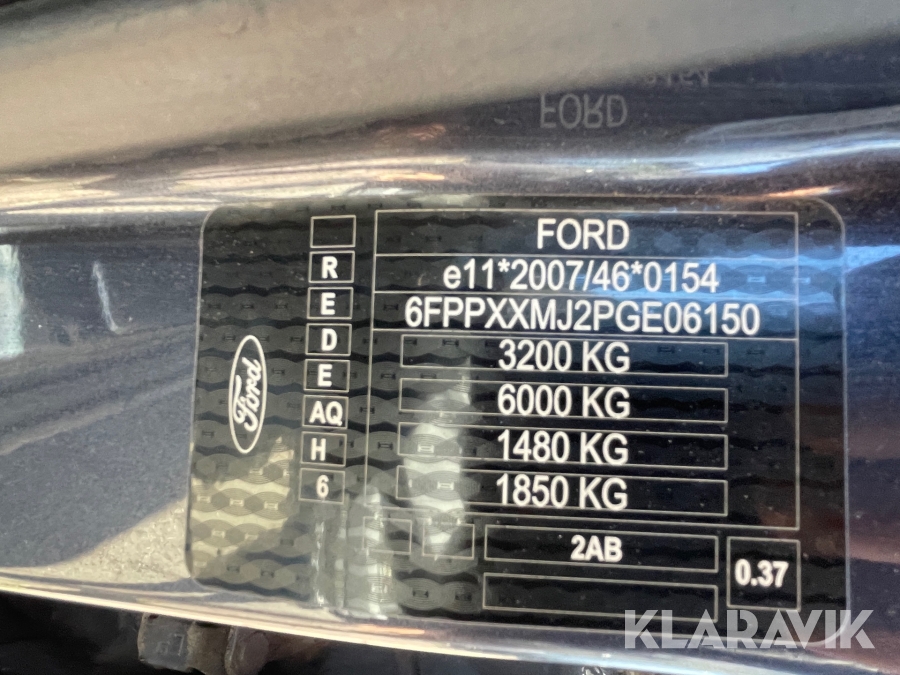 FORD
FORD
e11*2007/46*0154
6FPPXXMJ2PGE06150
3200 KG
6000 KG
1480 KG
1850 KG
R
E
D
E
AQ
H
6
Ford
2AB
0.37
KLARAVIK